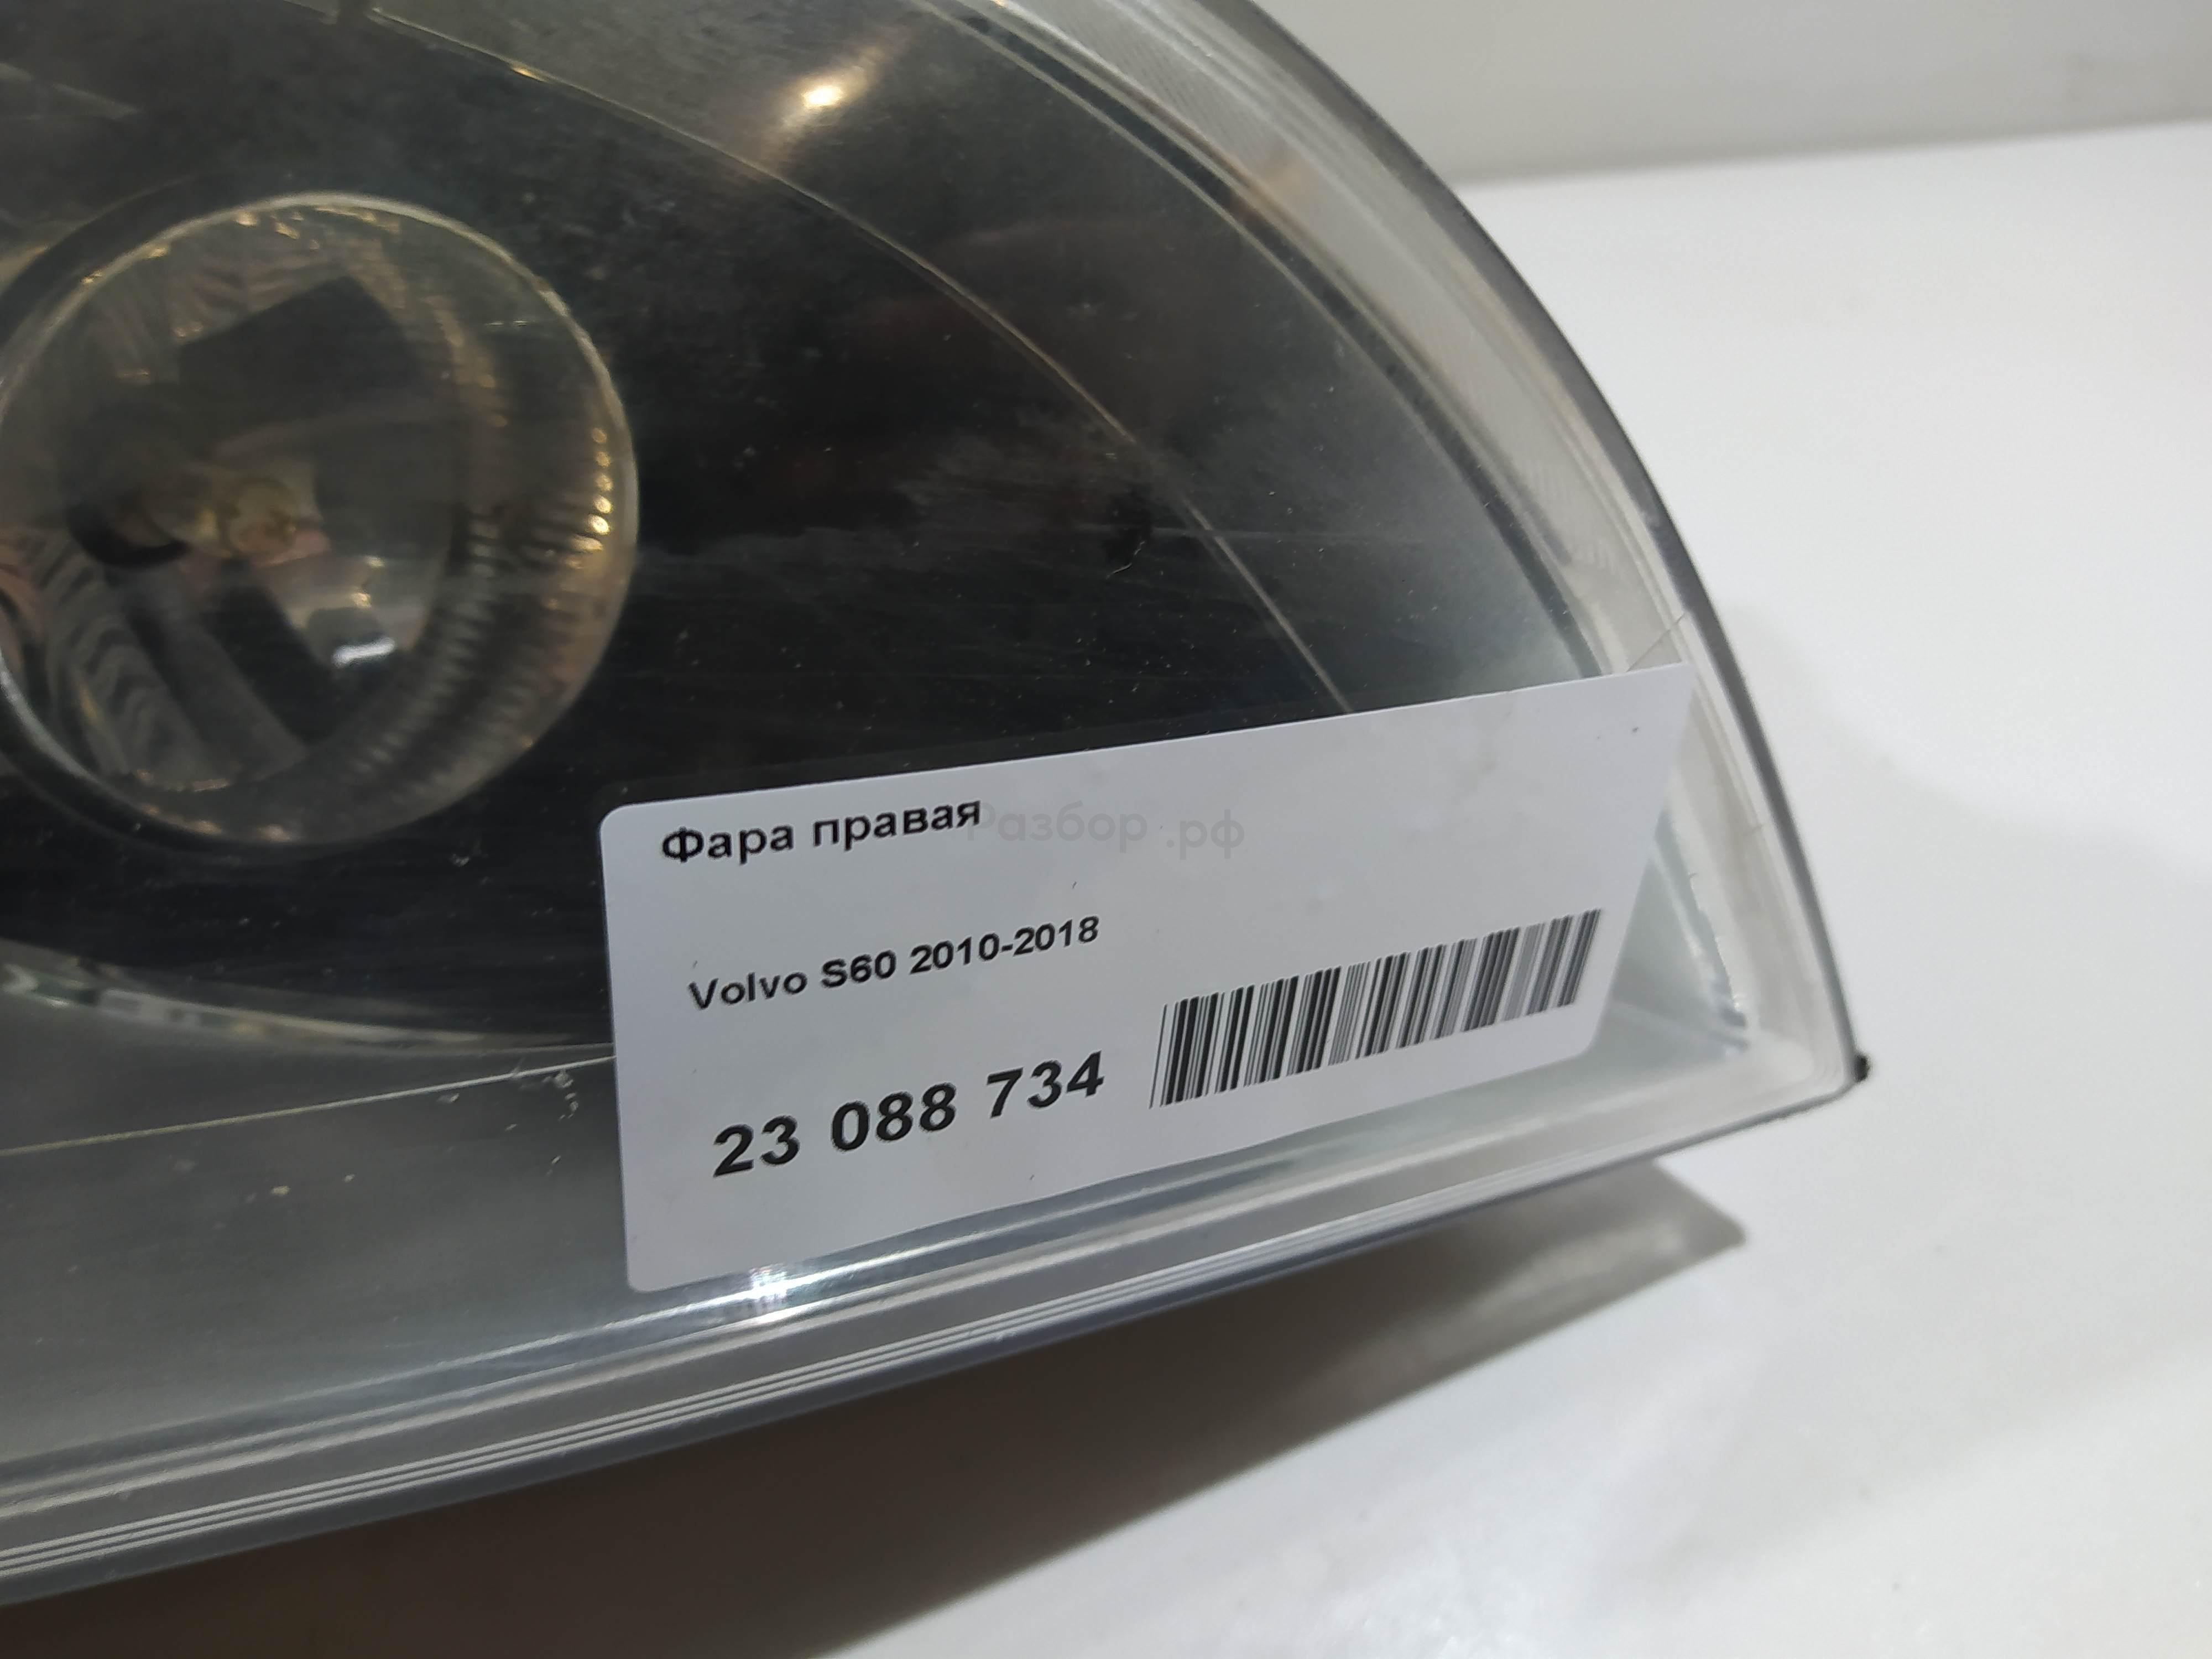 Фара правая
Разбор.рф
Volvo S60 2010-2018
23 088 734